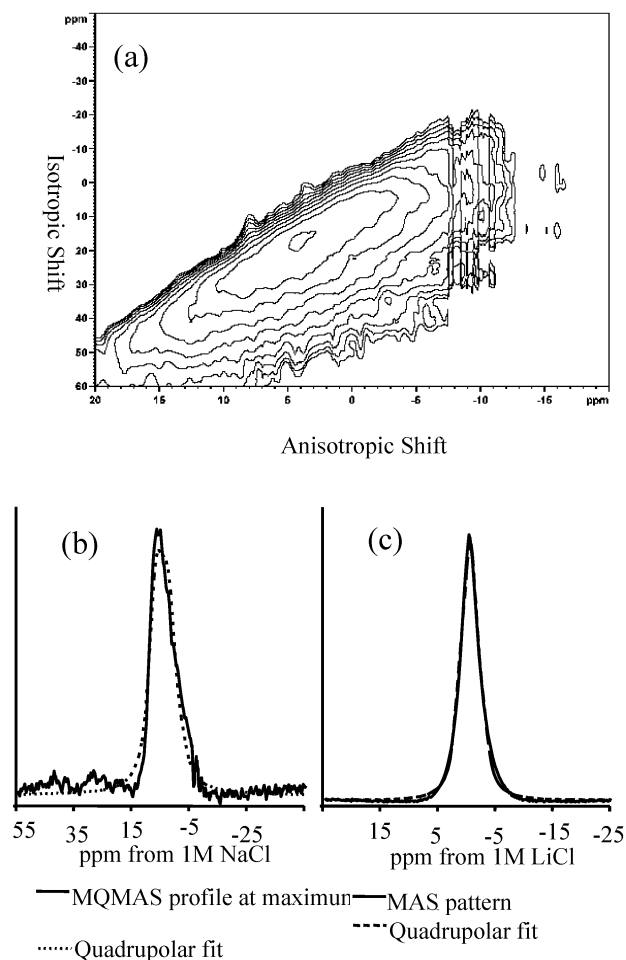 ppm
(a)
-40
-30
-20
-10
0
10
20
30
40
50
60
Isotropic Shift
20 15 10 5 0 -5 -10 -15 ppm
Anisotropic Shift
(b)
(c)
55 35 15 -5 -25
15 5 -5 -15 -25
ppm from 1M NaCl
ppm from 1M LiCl
MQMAS profile at maximun
MAS pattern
Quadrupolar fit
Quadrupolar fit